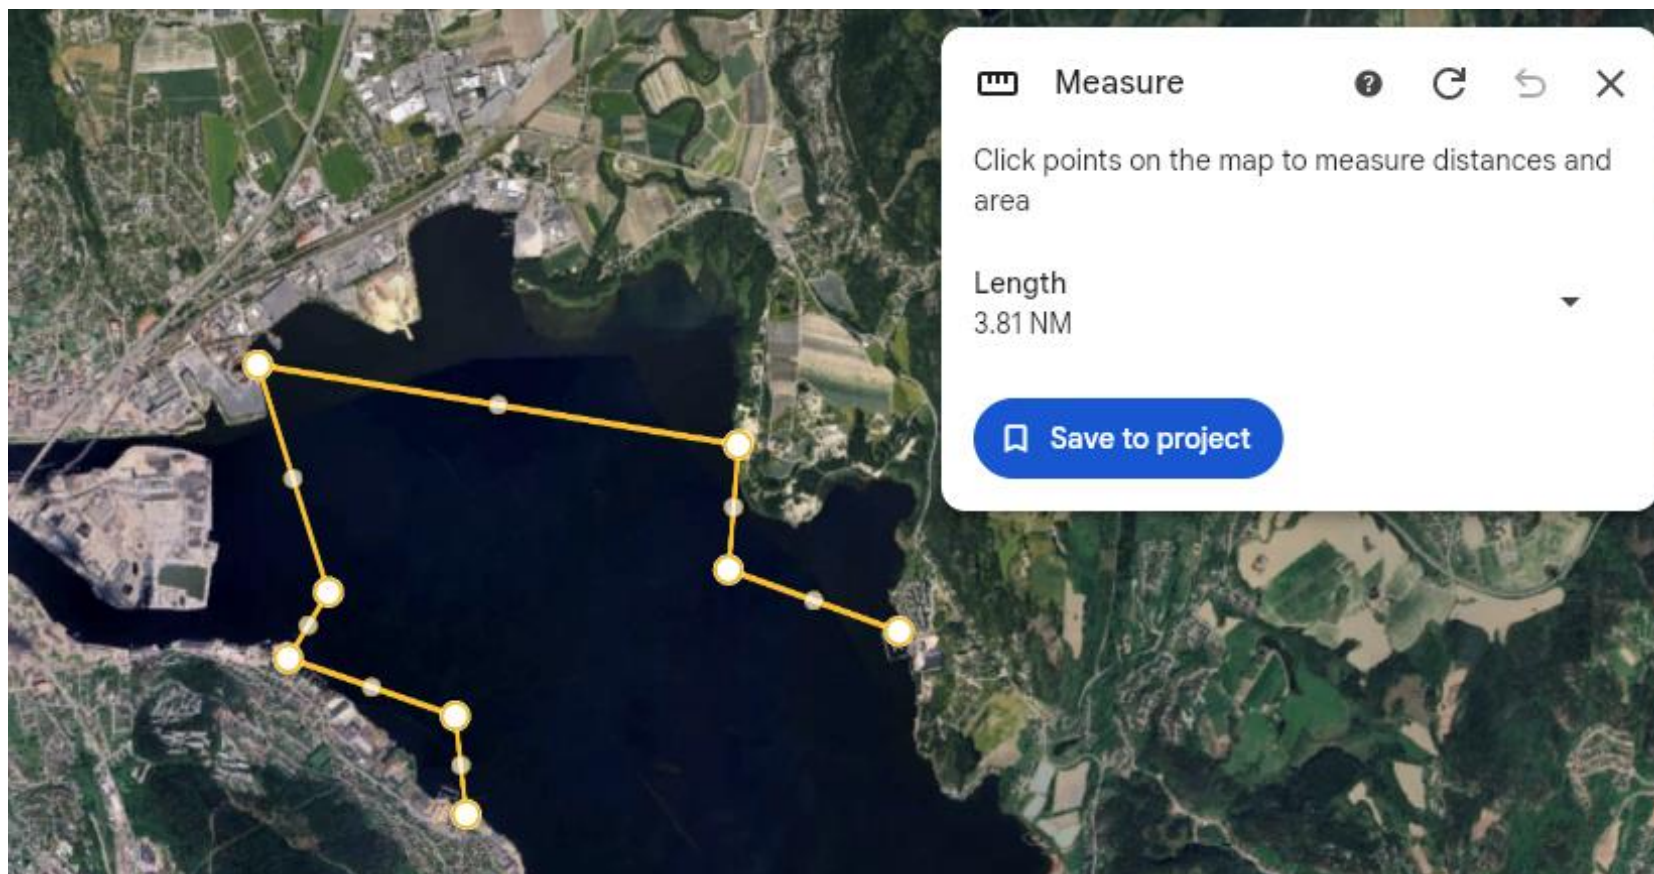 Measure
Click points on the map to measure distances and
area
Length
3.81 NM
Save to project